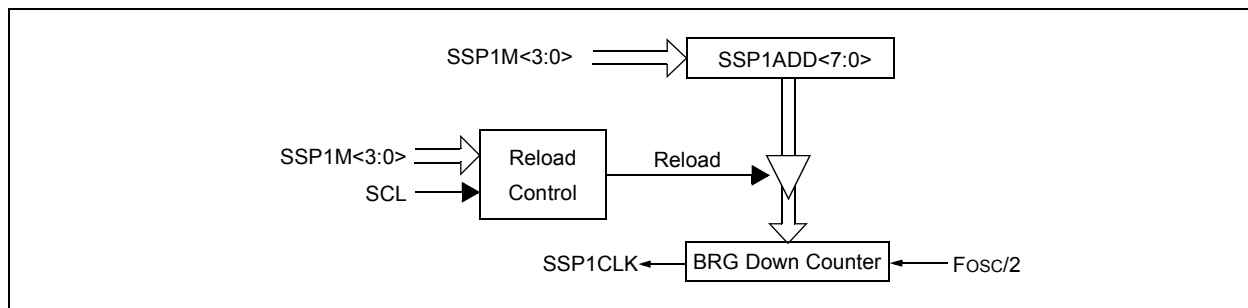 SSP1M<3:0>
SSP1ADD<7:0>
SSP1M<3:0>
SCL
Reload
Control
Reload
SSP1CLK
BRG Down Counter
FOSC/2